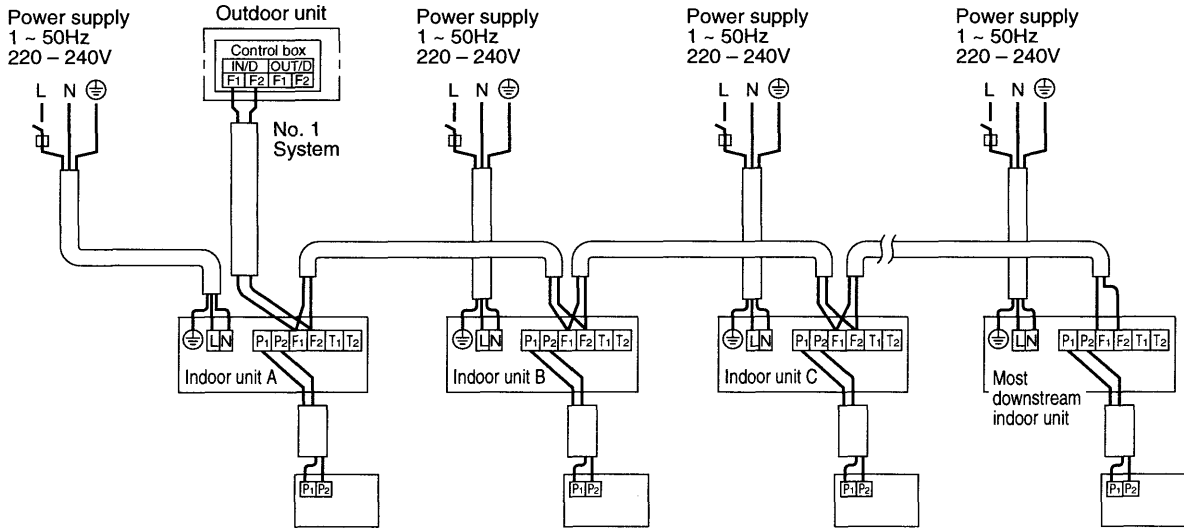 Power supply
1 ~ 50Hz
220 – 240V
L N
Outdoor unit
Control box
IN/D OUT/D
F1 F2 F1 F2
No. 1
System
Power supply
1 ~ 50Hz
220 – 240V
L N
Power supply
1 ~ 50Hz
220 – 240V
L N
Power supply
1 ~ 50Hz
220 – 240V
L N
L N
P1 P2 F1 F2 T1 T2
Indoor unit A
P1 P2
L N
P1 P2 F1 F2 T1 T2
Indoor unit B
P1 P2
L N
P1 P2 F1 F2 T1 T2
Indoor unit C
P1 P2
L N
P1 P2 F1 F2 T1 T2
Most
downstream
indoor unit
P1 P2